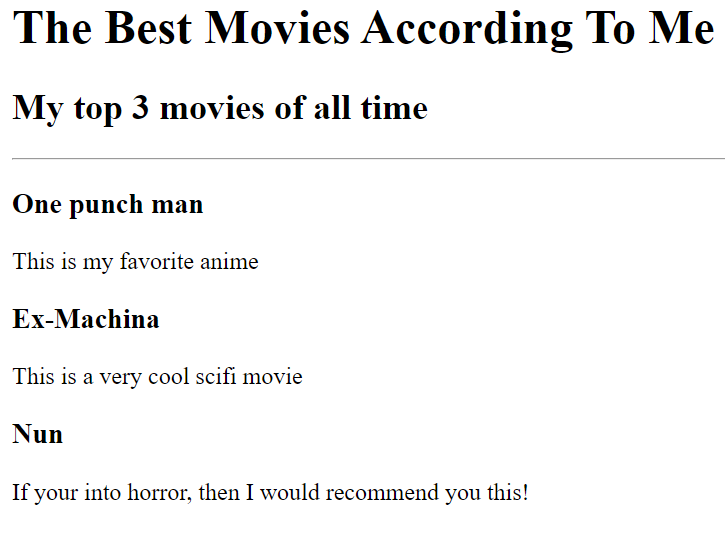 The Best Movies According To Me
My top 3 movies of all time
One punch man
This is my favorite anime
Ex-Machina
This is a very cool scifi movie
Nun
If your into horror, then I would recommend you this!